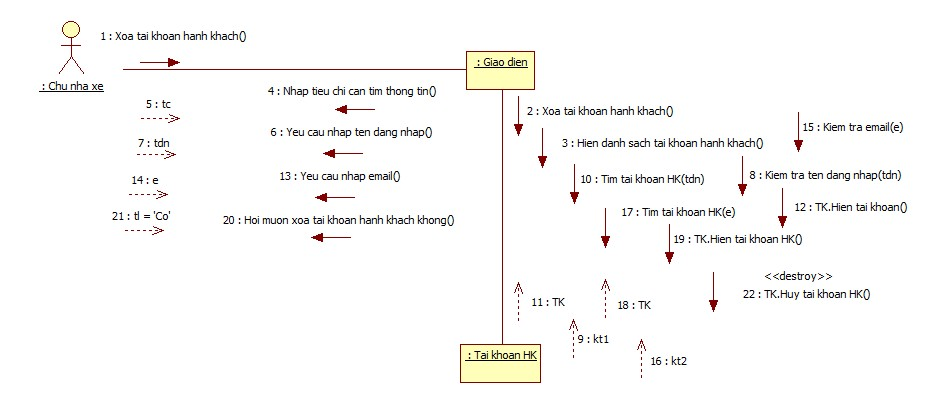 1 : Xoa tai khoan hanh khach()
: Chu nha xe
: Giao dien
4 : Nhap tieu chi can tim thong tin()
5 : tc
2 : Xoa tai khoan hanh khach()
15 : Kiem tra email(e)
6 : Yeu cau nhap ten dang nhap()
7 : tdn
3 : Hien danh sach tai khoan hanh khach()
13 : Yeu cau nhap email()
14 : e
10 : Tim tai khoan HK(tdn)
8 : Kiem tra ten dang nhap(tdn)
12 : TK.Hien tai khoan()
21 : tl = 'Co'
20 : Hoi muon xoa tai khoan hanh khach khong()
17 : Tim tai khoan HK(e)
19 : TK.Hien tai khoan HK()
<<destroy>>
22 : TK.Huy tai khoan HK()
11 : TK
18 : TK
9 : kt1
: Tai khoan HK
16 : kt2